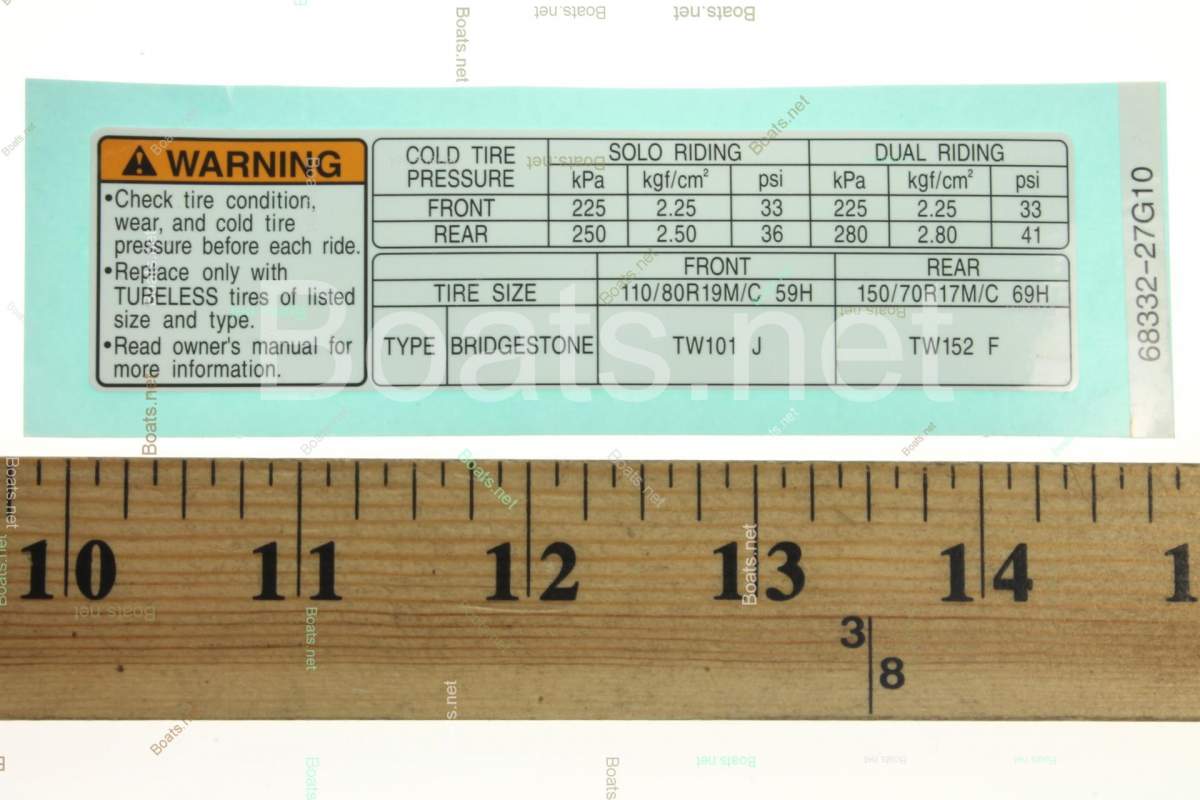 WARNING
•Check tire condition,
wear, and cold tire
pressure before each ride.
•Replace only with
TUBELESS tires of listed
size and type.
•Read owner's manual for
more information.
COLD TIRE PRESSURE SOLO RIDING DUAL RIDING
kPa kgf/cm² psi kPa kgf/cm² psi
FRONT 225 2.25 33 225 2.25 33
REAR 250 2.50 36 280 2.80 41
FRONT REAR
TIRE SIZE 110/80R19M/C 59H 150/70R17M/C 69H
TYPE BRIDGESTONE TW101 J TW152 F
68332-27G10
Boats.net
10 11 12 13 14 1
3 8